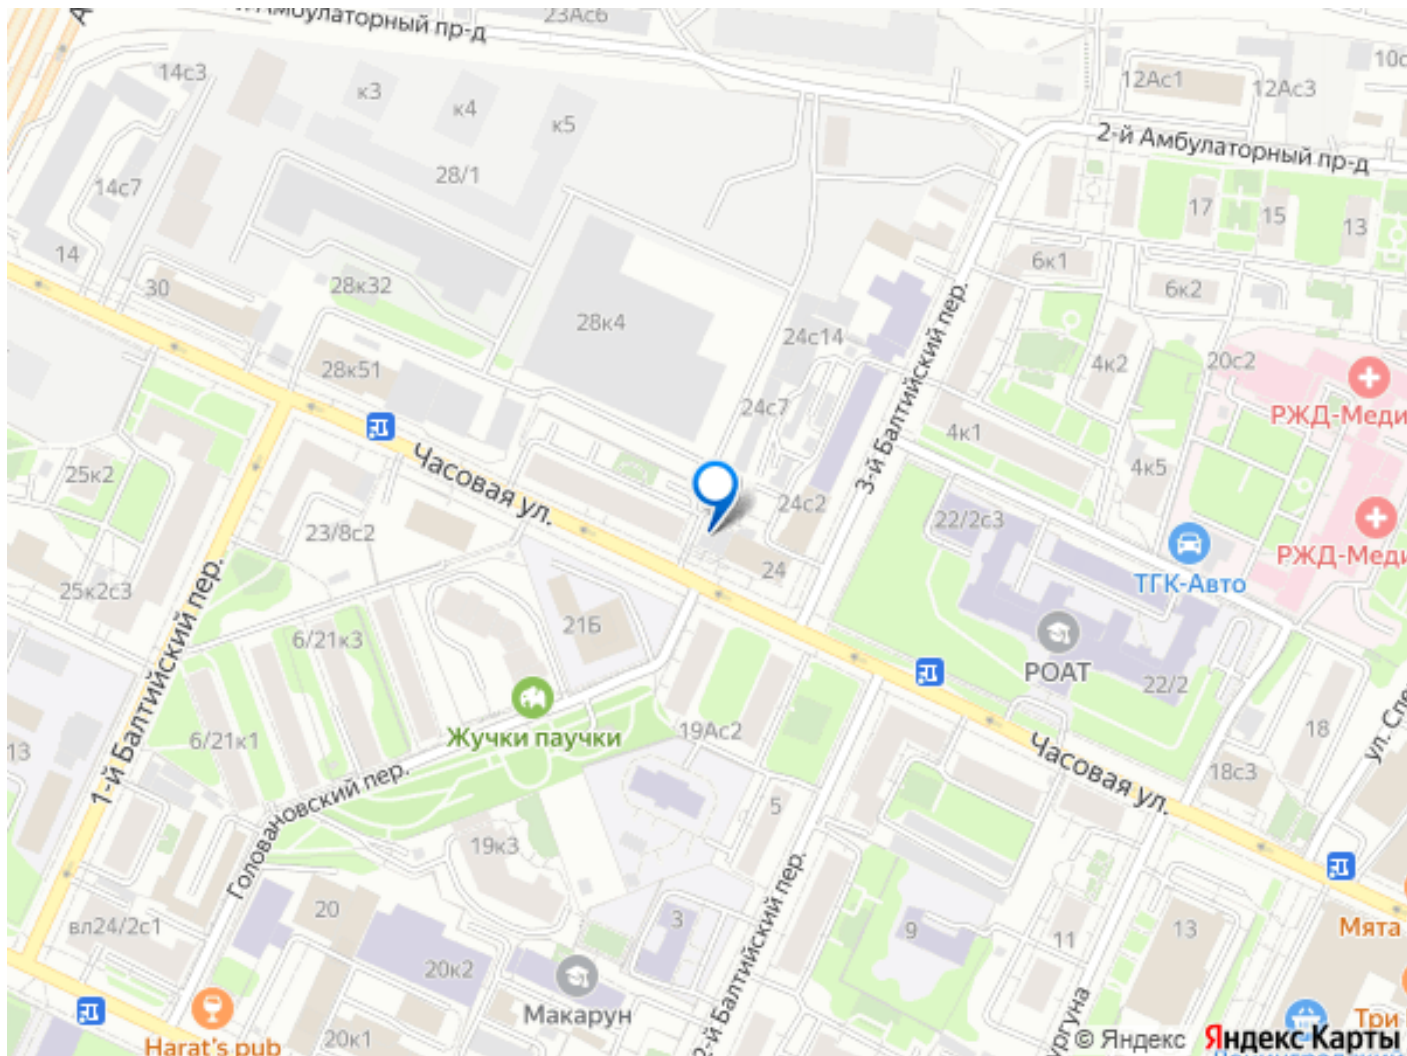 Амбулаторный пр-д
23Ас6
14с3
к3
к4
к5
28/1
14с7
14
30
28к32
28к4
28к51
12Ас1
12Ас3
2-й Амбулаторный пр-д
17
15
13
6к1
6к2
3-й Балтийский пер.
24с14
24с7
4к2
20с2
4к1
4к5
РЖД-Меди
РЖД-Меди
Часовая ул.
25к2
23/8с2
25к2с3
24с2
24
22/2с3
ТГК-Авто
РОАТ
22/2
1-й Балтийский пер.
6/21к3
21Б
6/21к1
Жучки паучки
19Ас2
13
Головановский пер.
5
19к3
Часовая ул.
18
18с3
ул. Спе
вл24/2с1
20
20к2
3
2-й Балтийский пер.
9
11
13
Мята
Макарун
Harat's pub
20к1
Три
© Яндекс Яндекс Карты